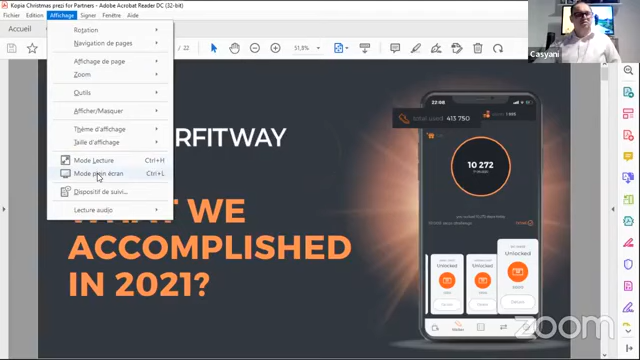 Kopia Christmas prezi for Partners - Adobe Acrobat Reader DC (32-bit)
Fichier Edition Affichage Signer Fenêtre Aide
Accueil
/ 22
51,8%
Rotation
Navigation de pages
Affichage de page
Zoom
Outils
Afficher/Masquer
Thème d'affichage
Taille d'affichage
Mode Lecture Ctrl+H
Mode plein écran Ctrl+L
Dispositif de suivi...
Lecture audio
RFITWAY
WHAT WE
ACCOMPLISHED
IN 2021?
22:08
total used 413 750
10 272
Unlocked
Unlocked
Unlocked
Casyani
zoom